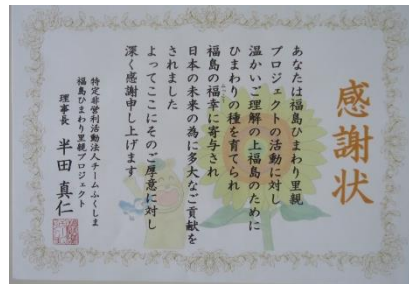 感謝状
あなたは福島ひまわり里親
プロジェクトの活動に対し
温かいご理解の上福島のために
ひまわりの種を育てられ
福島の福幸に寄与され
日本の未来の為に多大なご貢献を
されました
よってここにそのご厚意に対し
深く感謝申し上げます
特定非営利活動法人チームふくしま
福島ひまわり里親プロジェクト
理事長 半田 真仁